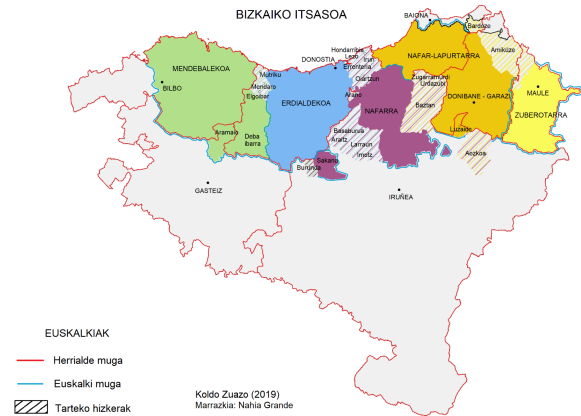 BIZKAIKO ITSASOA
BAIONA
Bardoze
Hondarribia
Lezo
Irun
Errenteria
NAFAR-LAPURTARRA
Amikuze
DONOSTIA
MENDEBALEKOA
Mutriku
Oiartzun
Zugarramurdi
Urdazubi
MAULE
BILBO
Mendaro
Elgoibar
ERDIALDEKOA
Arano
NAFARRA
Baztan
DONIBANE - GARAZI
ZUBEROTARRA
Aramaio
Deba
ibarra
Basaburua
Araitz
Larraun
Imotz
Luzaide
Aezkoa
Sakana
Burunda
GASTEIZ
IRUÑEA
EUSKALKIAK
Herrialde muga
Euskalki muga
Tarteko hizkerak
Koldo Zuazo (2019)
Marrazkia: Nahia Grande